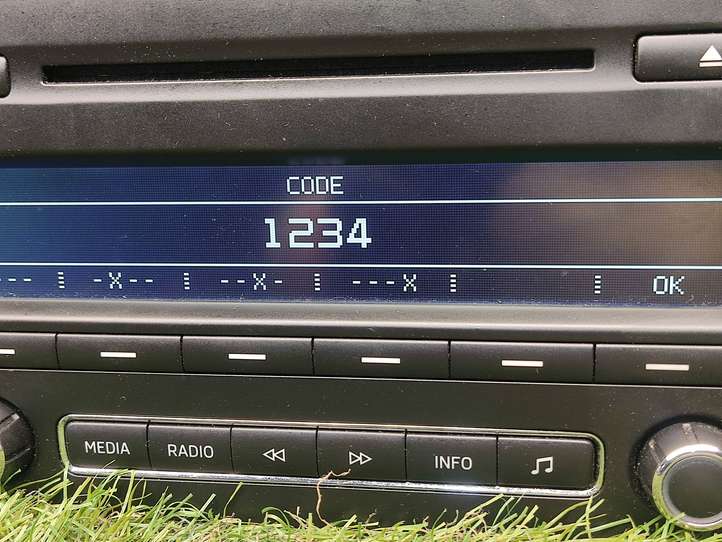 CODE
1234
--- -X-- --X- ---X OK
MEDIA RADIO INFO